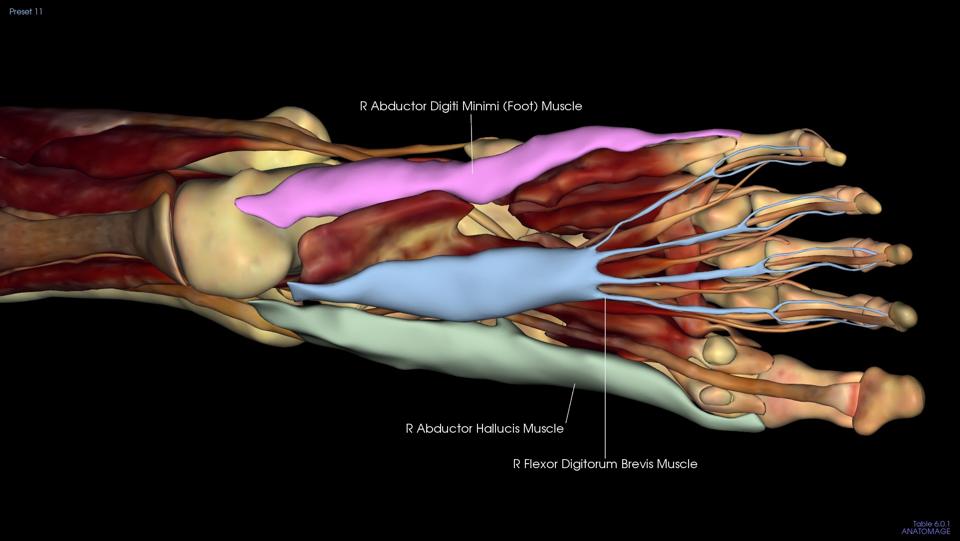 Preset 11
R Abductor Digiti Minimi (Foot) Muscle
R Abductor Hallucis Muscle
R Flexor Digitorum Brevis Muscle
Table 6.0.1
ANATOMAGE